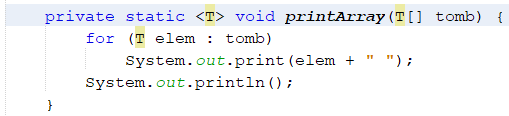 private static <T> void printArray(T[] tomb) {
for (T elem : tomb)
System.out.print(elem + " ");
System.out.println();
}